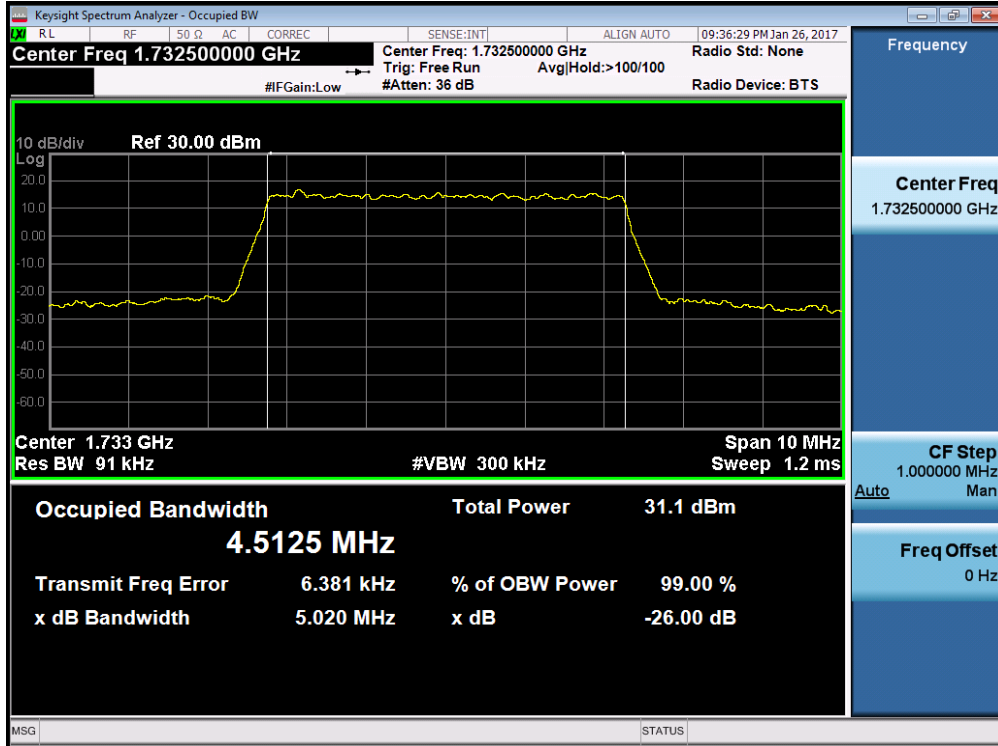 Keysight Spectrum Analyzer - Occupied BW
LXI RL RF 50 Ω AC CORREC SENSE:INT ALIGN AUTO 09:36:29 PM Jan 26, 2017
Center Freq 1.732500000 GHz
Center Freq: 1.732500000 GHz
Radio Std: None
Trig: Free Run Avg|Hold:>100/100
#IFGain:Low
#Atten: 36 dB
Radio Device: BTS
10 dB/div Ref 30.00 dBm
Log
20.0
10.0
0.00
-10.0
-20.0
-30.0
-40.0
-50.0
-60.0
Center 1.733 GHz Span 10 MHz
Res BW 91 kHz #VBW 300 kHz Sweep 1.2 ms
Occupied Bandwidth Total Power 31.1 dBm
4.5125 MHz
Transmit Freq Error 6.381 kHz % of OBW Power 99.00 %
x dB Bandwidth 5.020 MHz x dB -26.00 dB
MSG STATUS
Frequency
Center Freq
1.732500000 GHz
CF Step
1.000000 MHz
Auto Man
Freq Offset
0 Hz